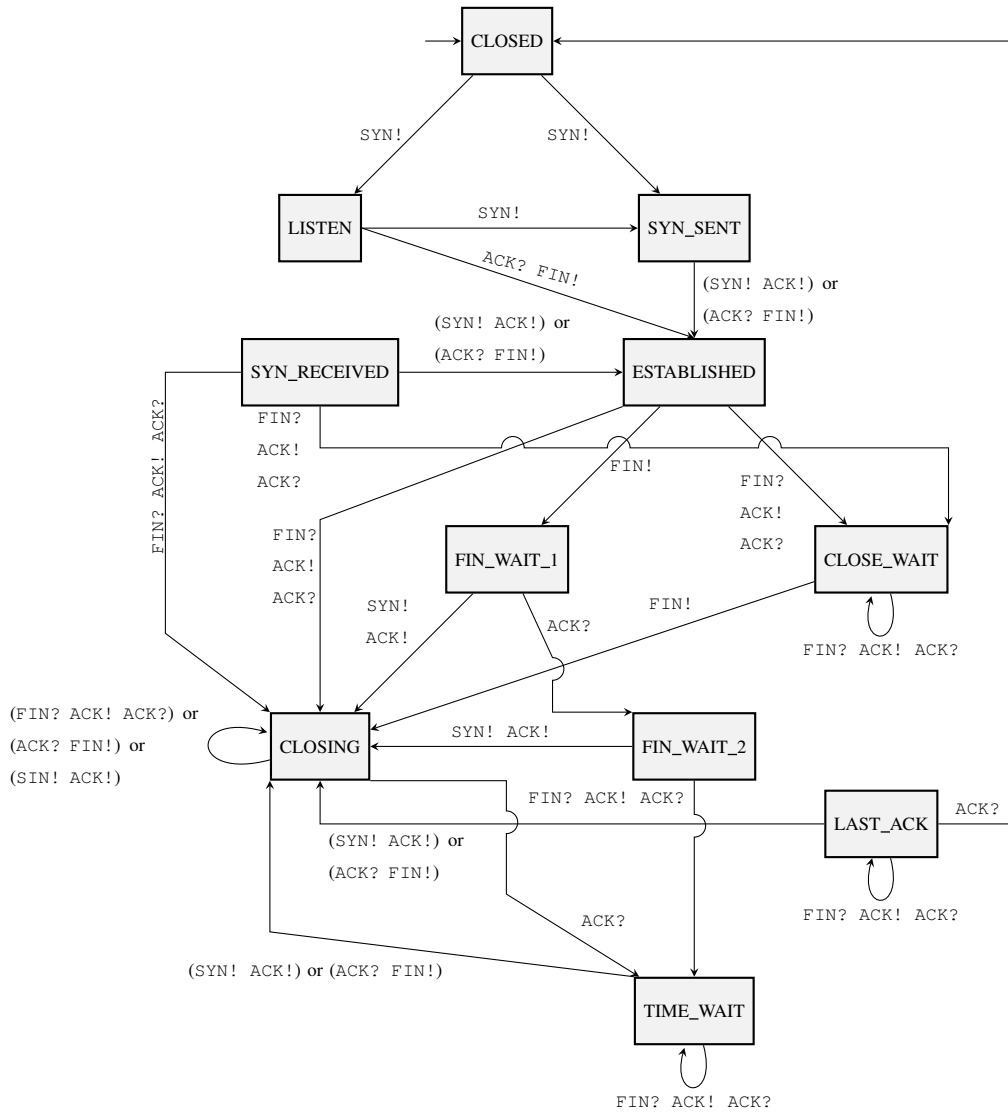 CLOSED
SYN!
SYN!
LISTEN
SYN!
SYN_SENT
ACK? FIN!
(SYN! ACK!) or
(ACK? FIN!)
(SYN! ACK!) or
(ACK? FIN!)
SYN_RECEIVED
ESTABLISHED
FIN? ACK! ACK?
FIN?
ACK!
ACK?
FIN!
FIN?
ACK!
ACK?
FIN?
ACK!
ACK?
FIN_WAIT_1
CLOSE_WAIT
SYN!
ACK!
ACK?
FIN!
FIN? ACK! ACK?
(FIN? ACK! ACK?) or
(ACK? FIN!) or
(SIN! ACK!)
CLOSING
SYN! ACK!
FIN_WAIT_2
FIN? ACK! ACK?
LAST_ACK
ACK?
(SYN! ACK!) or
(ACK? FIN!)
FIN? ACK! ACK?
ACK?
(SYN! ACK!) or (ACK? FIN!)
TIME_WAIT
FIN? ACK! ACK?